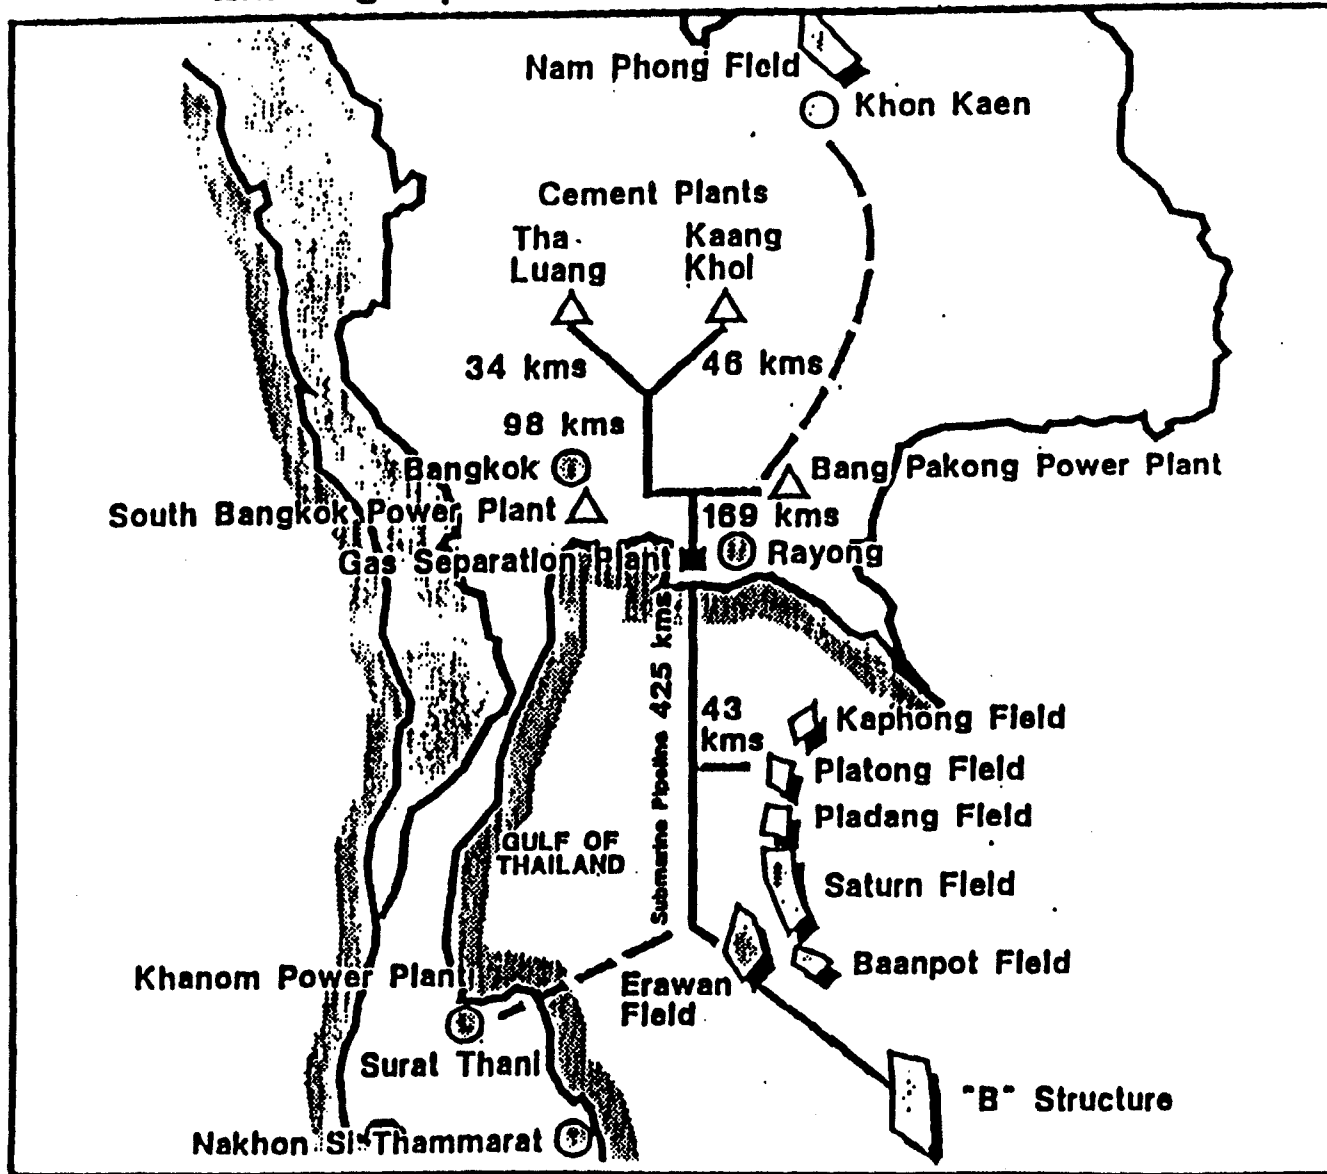 Nam Phong Field
Khon Kaen
Cement Plants
Tha
Luang
Kaang
Khol
34 kms
46 kms
98 kms
Bangkok
Bang Pakong Power Plant
South Bangkok Power Plant
169 kms
Gas Separation Plant
Rayong
Submarine Pipeline 425 kms
43
kms
Kaphong Field
Platong Field
Pladang Field
GULF OF
THAILAND
Saturn Field
Baanpot Field
Khanom Power Plant
Erawan
Field
Surat Thani
"B" Structure
Nakhon Si Thammarat